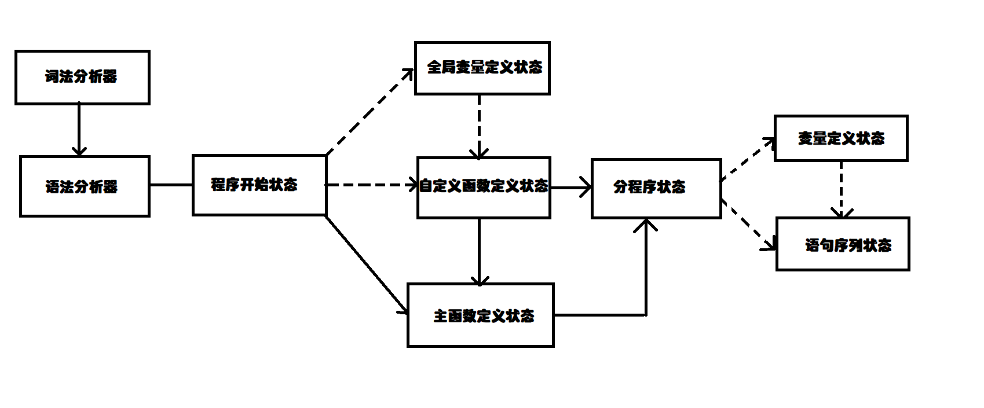 词法分析器
语法分析器
程序开始状态
全局变量定义状态
自定义函数定义状态
主函数定义状态
分程序状态
变量定义状态
语句序列状态